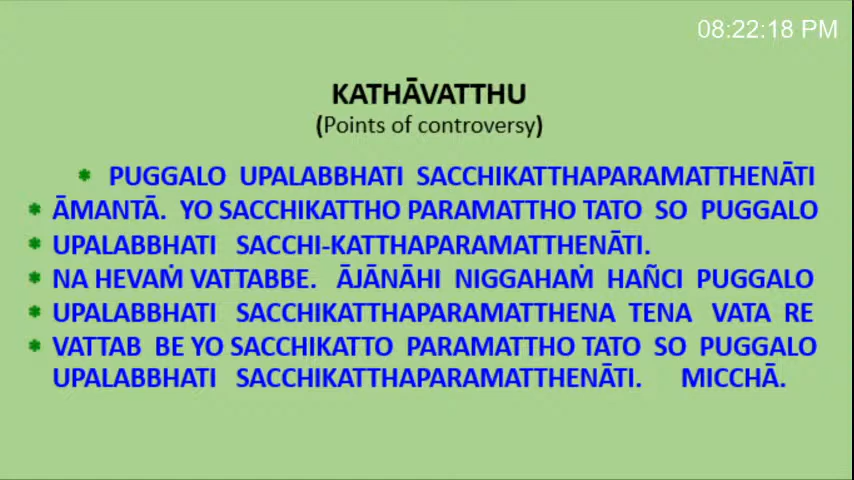 08:22:18 PM
KATHĀVATTHU
(Points of controversy)
* PUGGALO UPALABBHATI SACCHIKATTHAPARAMATTHENĀTI
* ĀMANTĀ. YO SACCHIKATTHO PARAMATTHO TATO SO PUGGALO
* UPALABBHATI SACCHI-KATTHAPARAMATTHENĀTI.
* NA HEVAṀ VATTABBE. ĀJĀNĀHI NIGGAHAṀ HAÑCI PUGGALO
* UPALABBHATI SACCHIKATTHAPARAMATTHENA TENA VATA RE
* VATTAB BE YO SACCHIKATTO PARAMATTHO TATO SO PUGGALO
UPALABBHATI SACCHIKATTHAPARAMATTHENĀTI. MICCHĀ.